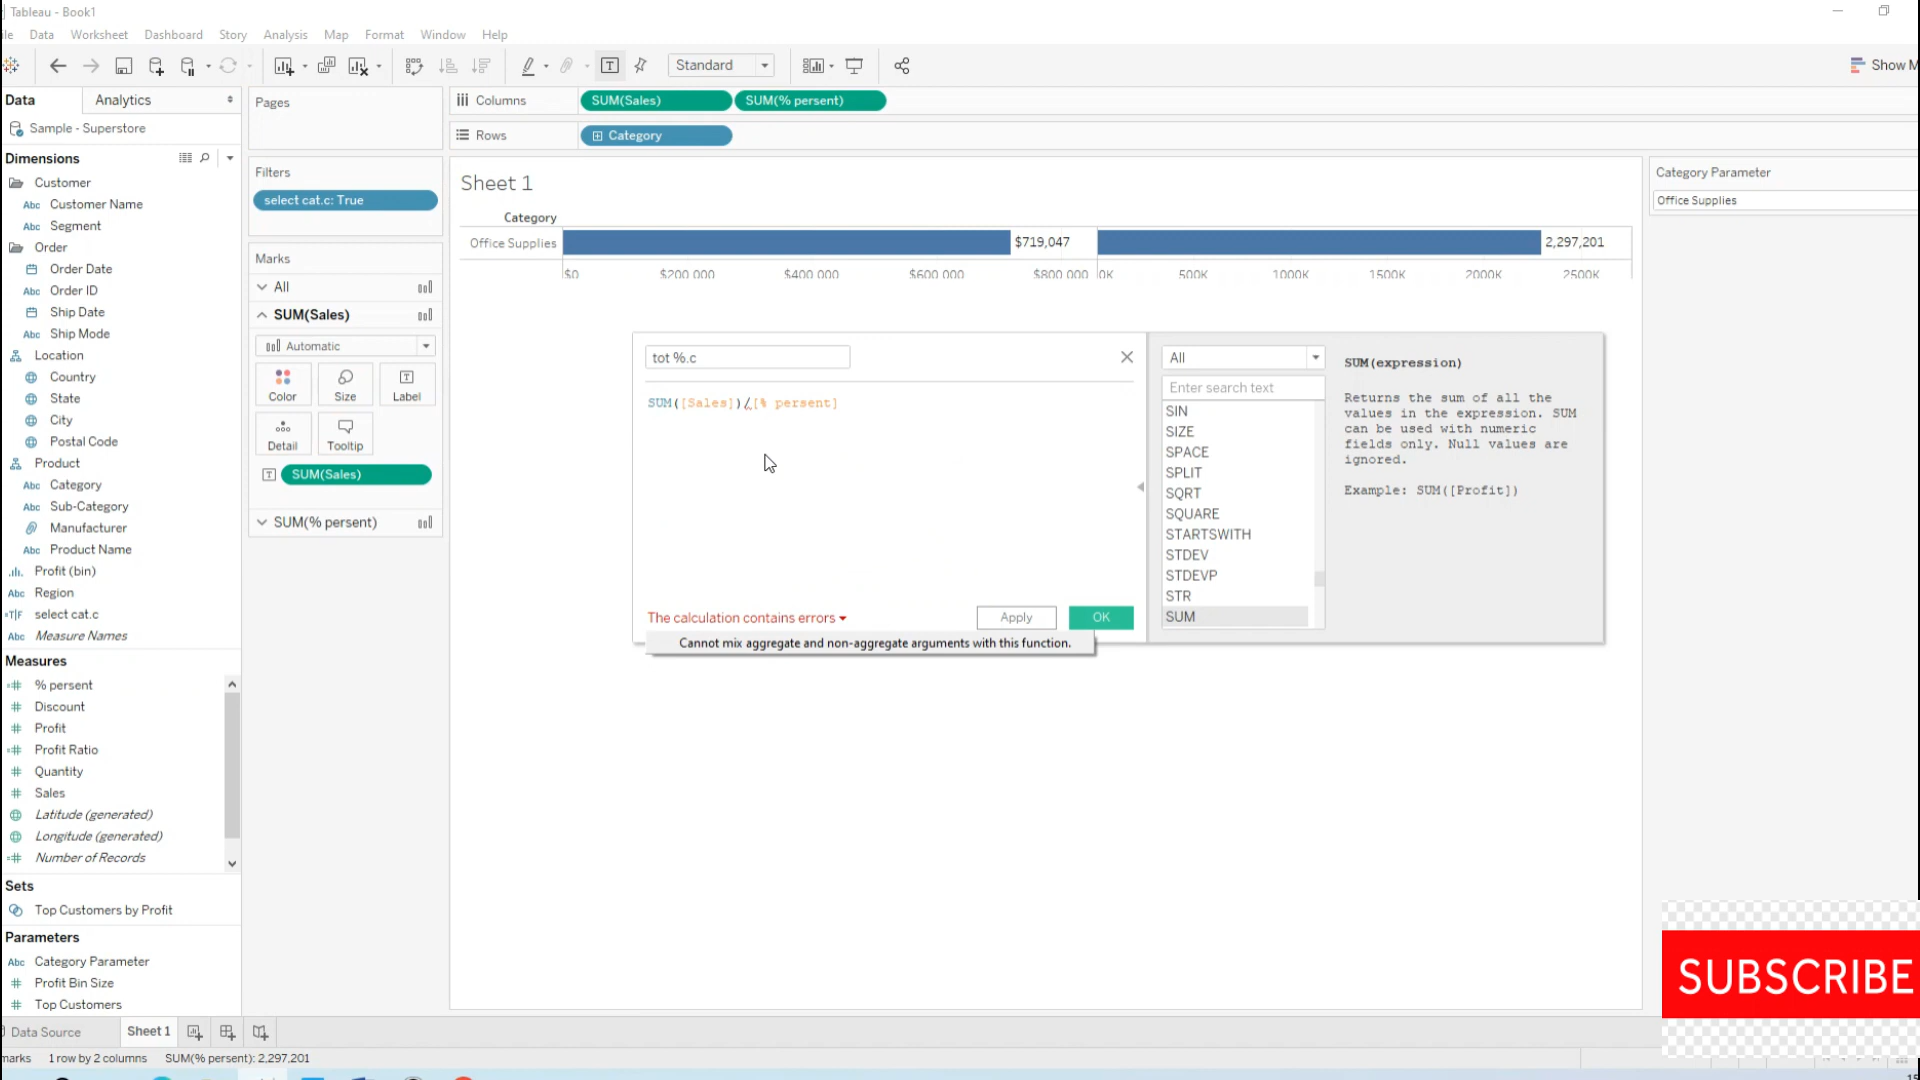 Tableau - Book1
Data Worksheet Dashboard Story Analysis Map Format Window Help
Standard
Show M
Data
Analytics
Sample - Superstore
Dimensions
Customer
Abc Customer Name
Abc Segment
Order
Order Date
Abc Order ID
Ship Date
Abc Ship Mode
Location
Country
State
City
Postal Code
Product
Abc Category
Abc Sub-Category
Manufacturer
Abc Product Name
Profit (bin)
Abc Region
T|F select cat.c
Abc Measure Names
Measures
# % persent
# Discount
# Profit
# Profit Ratio
# Quantity
# Sales
Latitude (generated)
Longitude (generated)
# Number of Records
Sets
Top Customers by Profit
Parameters
Abc Category Parameter
# Profit Bin Size
# Top Customers
Pages
Filters
select cat.c: True
Marks
All
SUM(Sales)
Automatic
Color
Size
Label
Detail
Tooltip
SUM(Sales)
SUM(% persent)
Columns
SUM(Sales)
SUM(% persent)
Rows
Category
Sheet 1
Category
Office Supplies
$719,047
2,297,201
$0 $200 000 $400 000 $600 000 $800 000 0K 500K 1000K 1500K 2000K 2500K
Category Parameter
Office Supplies
tot %.c
SUM([Sales])/[% persent]
The calculation contains errors
Apply
OK
Cannot mix aggregate and non-aggregate arguments with this function.
All
Enter search text
SIN
SIZE
SPACE
SPLIT
SQRT
SQUARE
STARTSWITH
STDEV
STDEVP
STR
SUM
SUM(expression)
Returns the sum of all the
values in the expression. SUM
can be used with numeric
fields only. Null values are
ignored.
Example: SUM([Profit])
SUBSCRIBE
Data Source
Sheet 1
marks 1 row by 2 columns SUM(% persent): 2,297,201